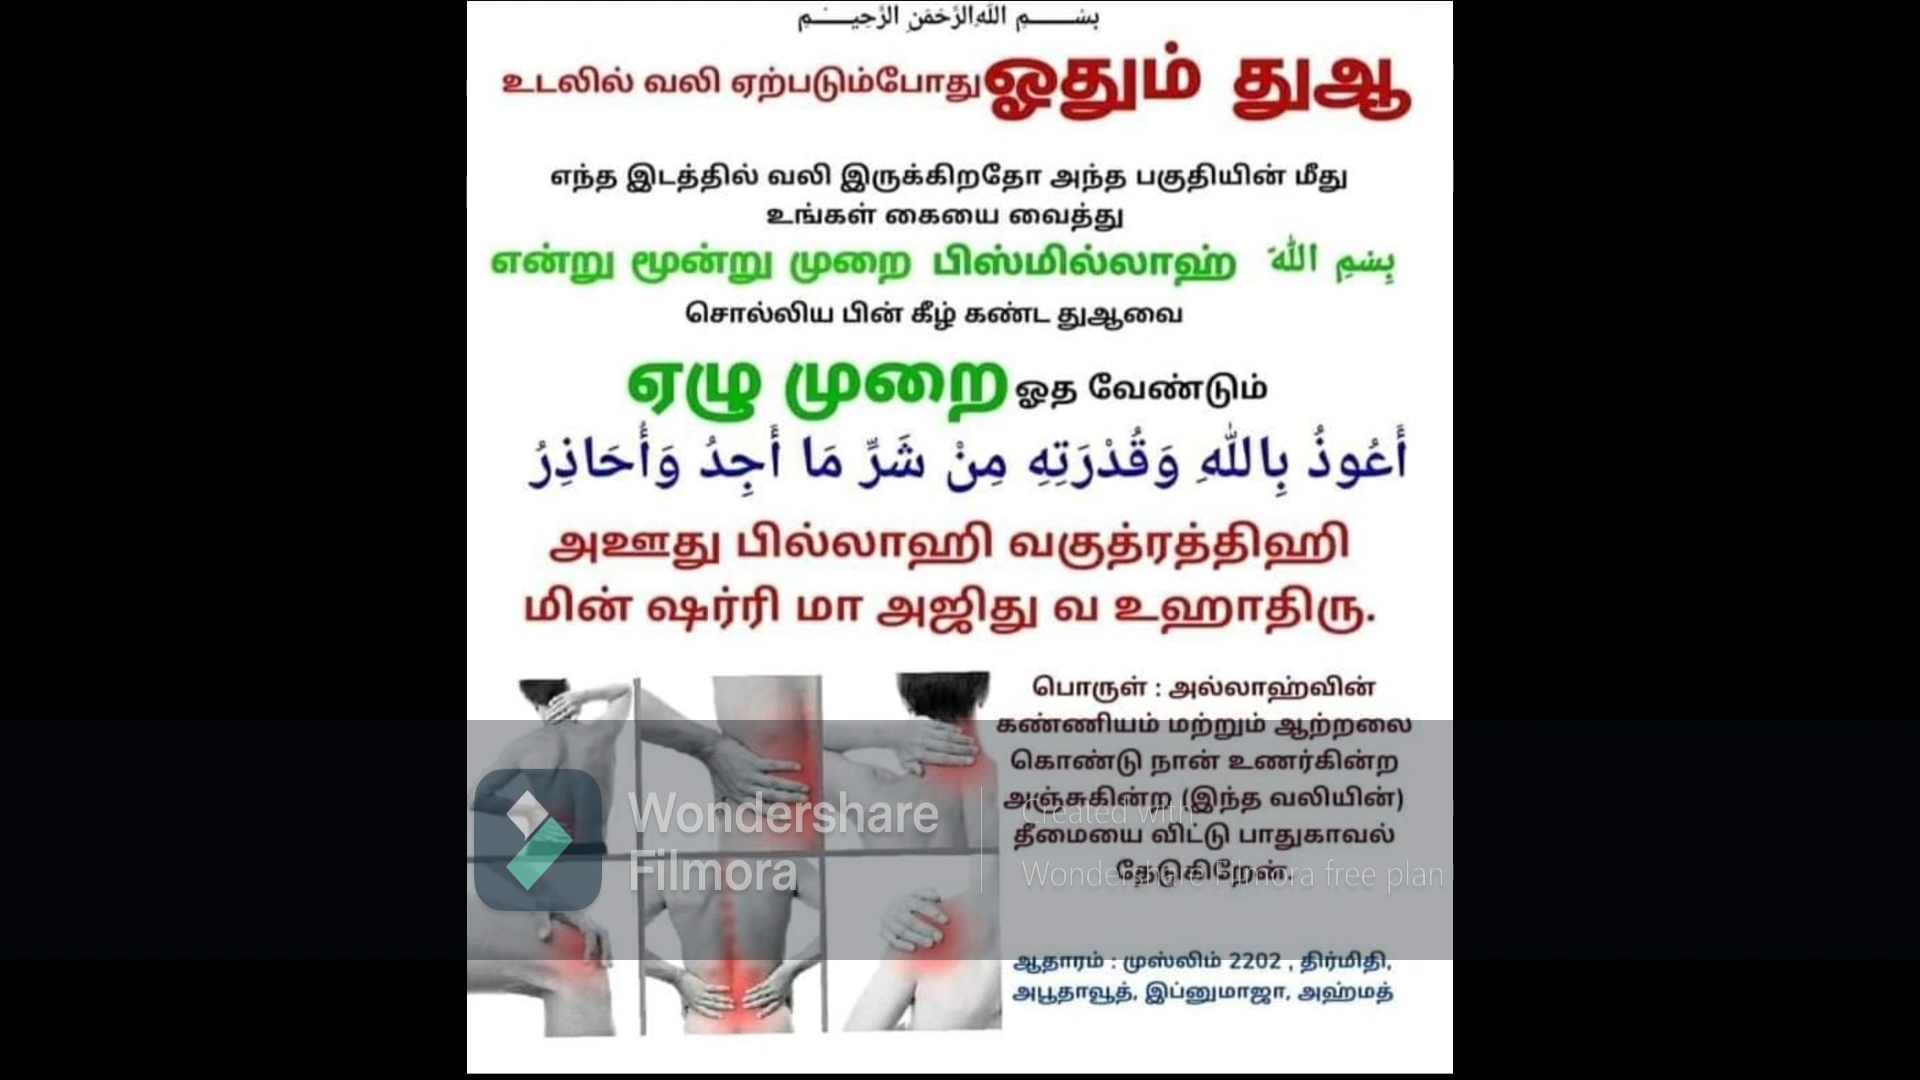 بِسْــــــمِ اللهِ الرَّحْمَنِ الرَّحِيـــــمِ
உடலில் வலி ஏற்படும்போது ஓதும் துஆ
எந்த இடத்தில் வலி இருக்கிறதோ அந்த பகுதியின் மீது
உங்கள் கையை வைத்து
என்று மூன்று முறை பிஸ்மில்லாஹ் بِسْمِ اللهِ
சொல்லிய பின் கீழ் கண்ட துஆவை
ஏழு முறை ஓத வேண்டும்
أَعُوذُ بِاللّٰهِ وَقُدْرَتِهِ مِنْ شَرِّ مَا أَجِدُ وَأُحَاذِرُ
அஊது பில்லாஹி வகுத்ரத்திஹி
மின் ஷர்ரி மா அஜிது வ உஹாதிரு.
பொருள் : அல்லாஹ்வின்
கண்ணியம் மற்றும் ஆற்றலை
கொண்டு நான் உணர்கின்ற
அஞ்சுகின்ற (இந்த வலியின்)
தீமையை விட்டு பாதுகாவல்
தேடுகிறேன்.
ஆதாரம் : முஸ்லிம் 2202 , திர்மிதி,
அபூதாவூத், இப்னுமாஜா, அஹ்மத்
Wondershare
Filmora
Created with
Wondershare Filmora free plan